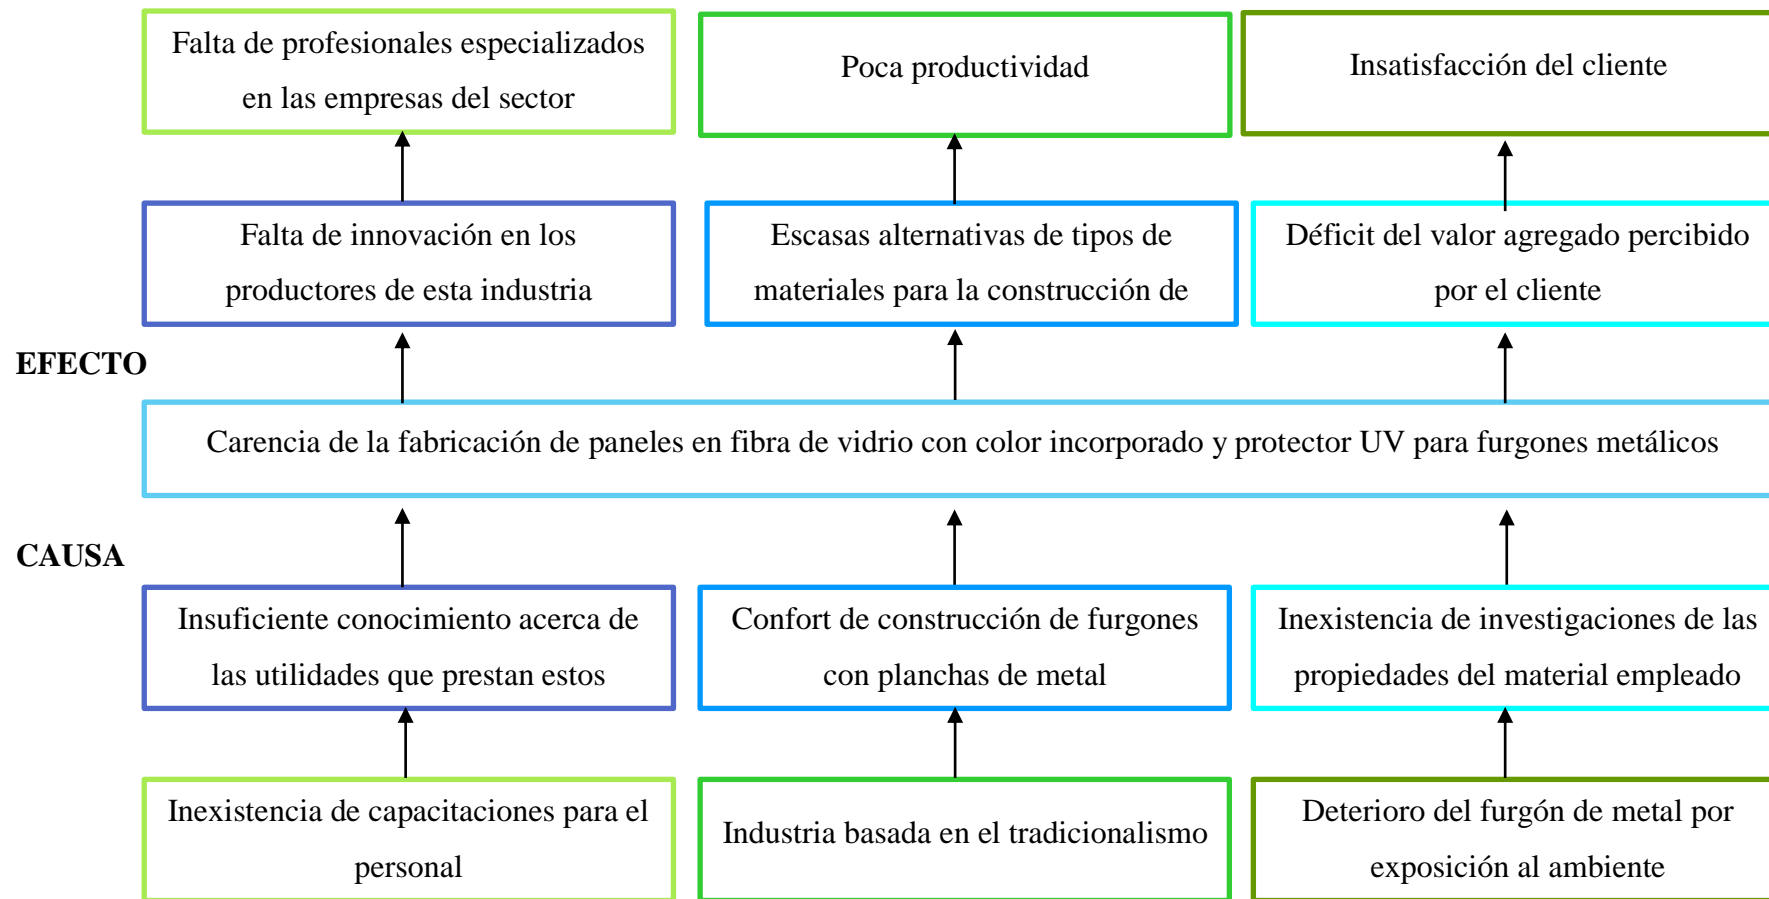 Falta de profesionales especializados
en las empresas del sector
Poca productividad
Insatisfacción del cliente
Falta de innovación en los
productores de esta industria
Escasas alternativas de tipos de
materiales para la construcción de
Déficit del valor agregado percibido
por el cliente
EFECTO
Carencia de la fabricación de paneles en fibra de vidrio con color incorporado y protector UV para furgones metálicos
CAUSA
Insuficiente conocimiento acerca de
las utilidades que prestan estos
Confort de construcción de furgones
con planchas de metal
Inexistencia de investigaciones de las
propiedades del material empleado
Inexistencia de capacitaciones para el
personal
Industria basada en el tradicionalismo
Deterioro del furgón de metal por
exposición al ambiente